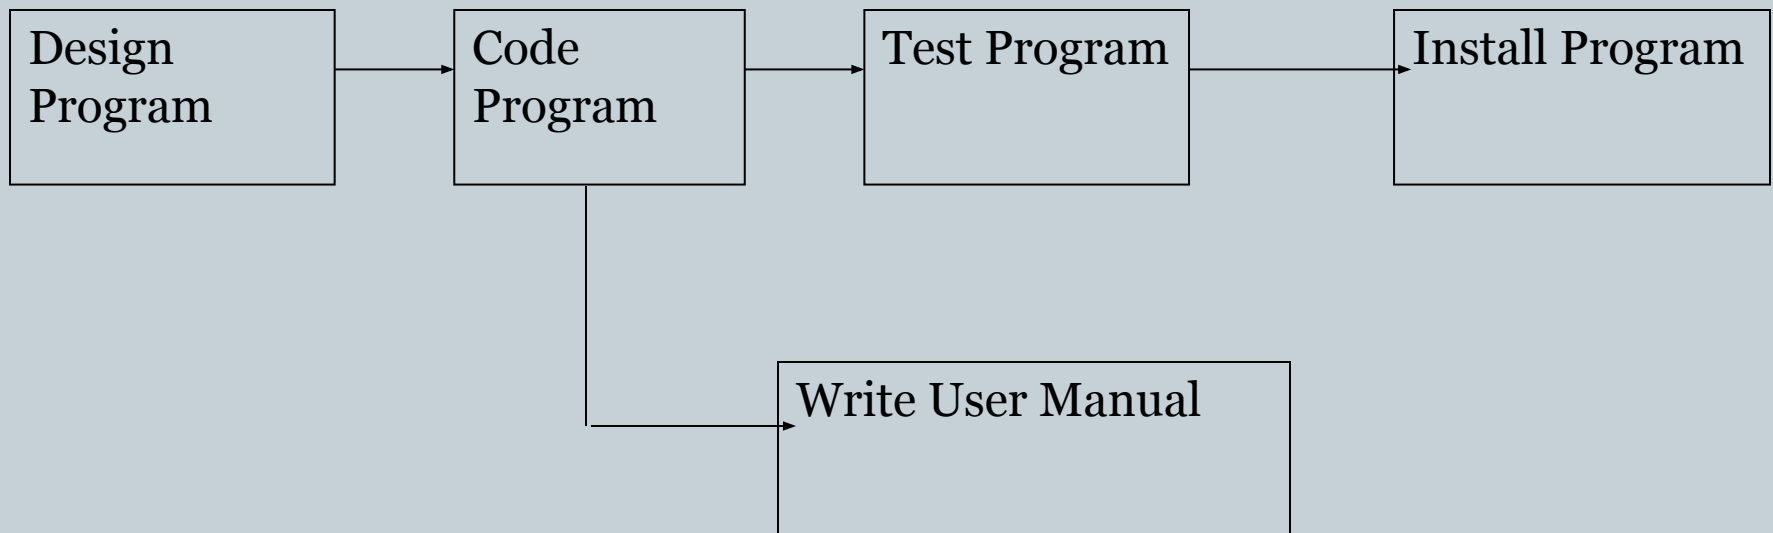 Design
Program
Code
Program
Test Program
Install Program
Write User Manual